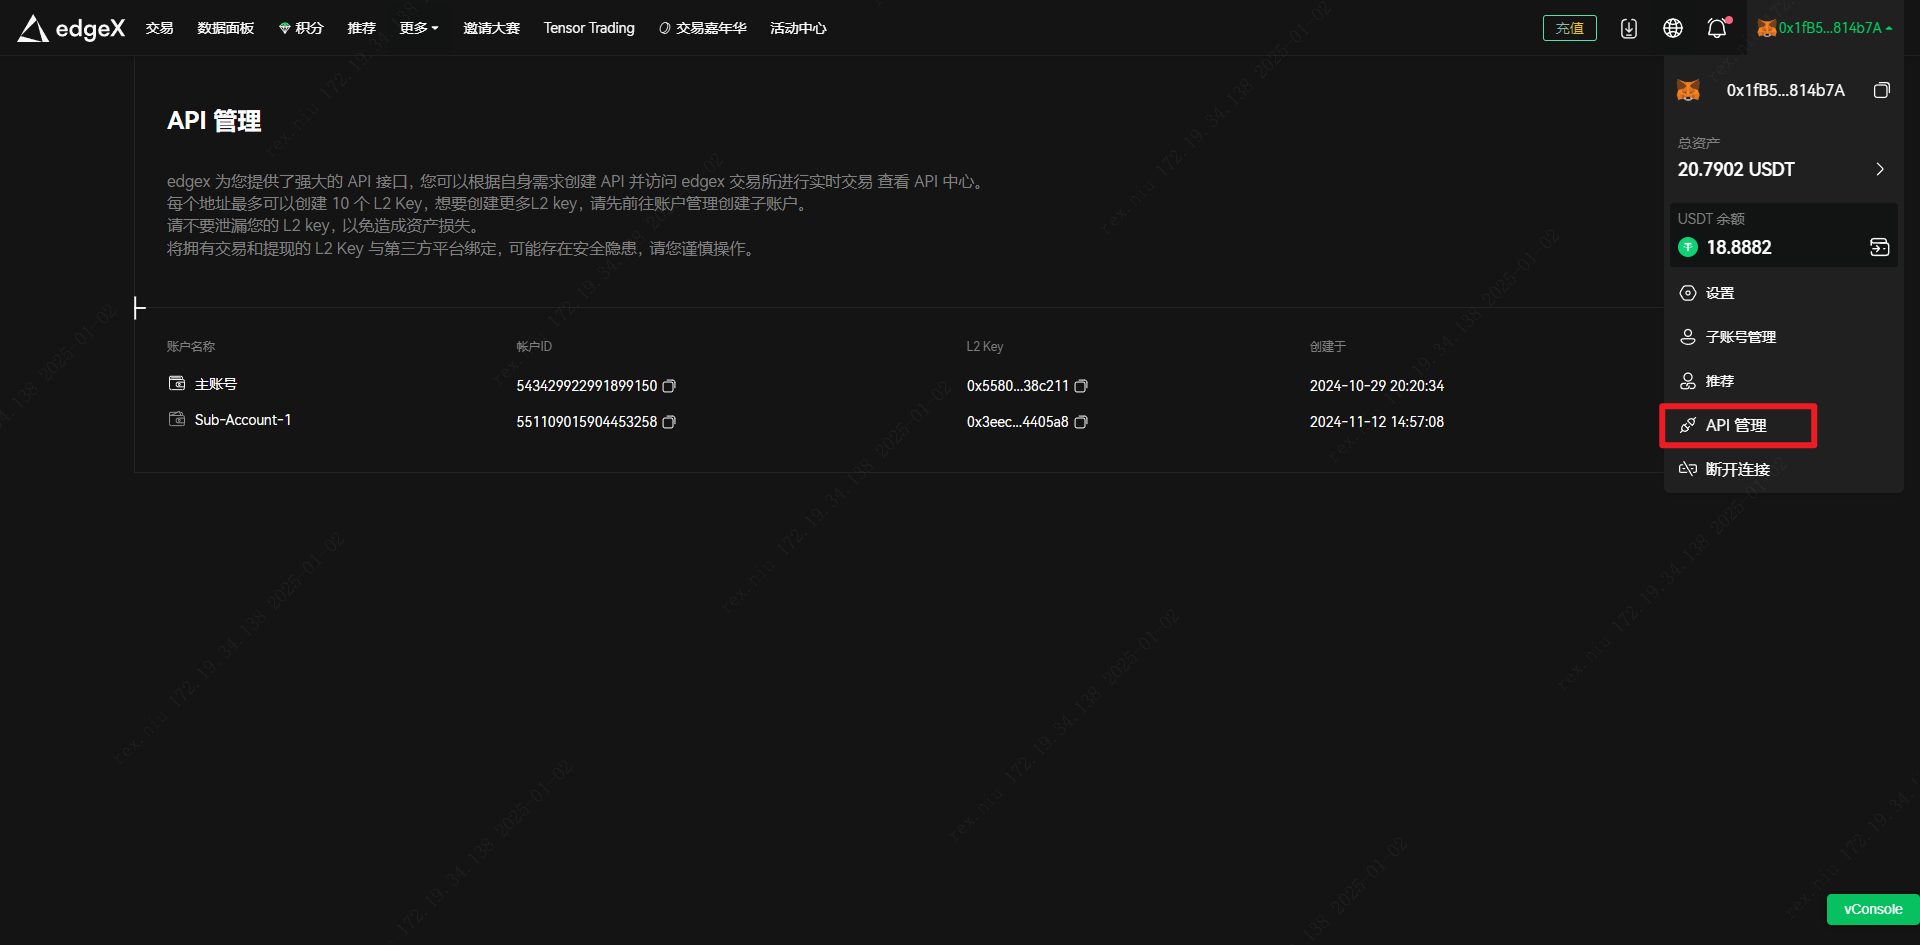 edgeX 交易 数据面板 积分 推荐 更多 邀请大赛 Tensor Trading 交易嘉年华 活动中心 充值 0x1fB5...814b7A
API 管理
edgex 为您提供了强大的 API 接口, 您可以根据自身需求创建 API 并访问 edgex 交易所进行实时交易 查看 API 中心。
每个地址最多可以创建 10 个 L2 Key, 想要创建更多L2 key, 请先前往账户管理创建子账户。
请不要泄漏您的 L2 key, 以免造成资产损失。
将拥有交易和提现的 L2 Key 与第三方平台绑定, 可能存在安全隐患, 请您谨慎操作。
账户名称 帐户ID L2 Key 创建于
主账号 543429922991899150 0x5580...38c211 2024-10-29 20:20:34
Sub-Account-1 551109015904453258 0x3eec...4405a8 2024-11-12 14:57:08
0x1fB5...814b7A
总资产
20.7902 USDT
USDT 余额
18.8882
设置
子账号管理
推荐
API 管理
断开连接
vConsole
rex.niu 172.19.34.138 2025-01-02